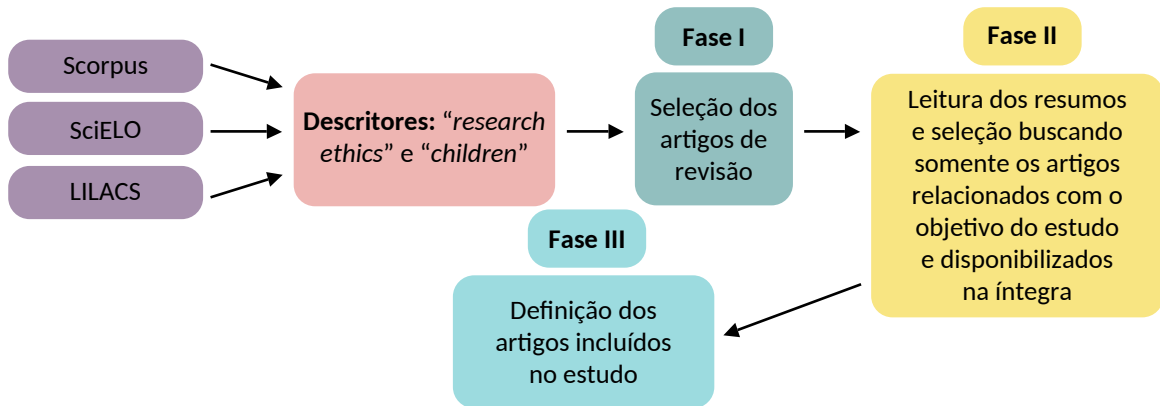 Scorpus
SciELO
LILACS
Descritores: “research
ethics” e “children”
Fase I
Seleção dos
artigos de
revisão
Fase II
Leitura dos resumos
e seleção buscando
somente os artigos
relacionados com o
objetivo do estudo
e disponibilizados
na íntegra
Fase III
Definição dos
artigos incluídos
no estudo